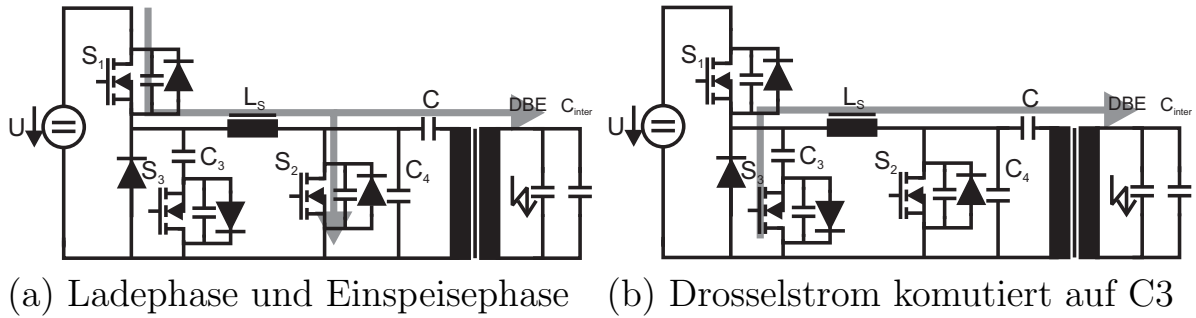 S1
LS
C
DBE
Cinter
U
C3
S3
S2
C4
(a) Ladephase und Einspeisephase
S1
LS
C
DBE
Cinter
U
C3
S3
S2
C4
(b) Drosselstrom komutiert auf C3